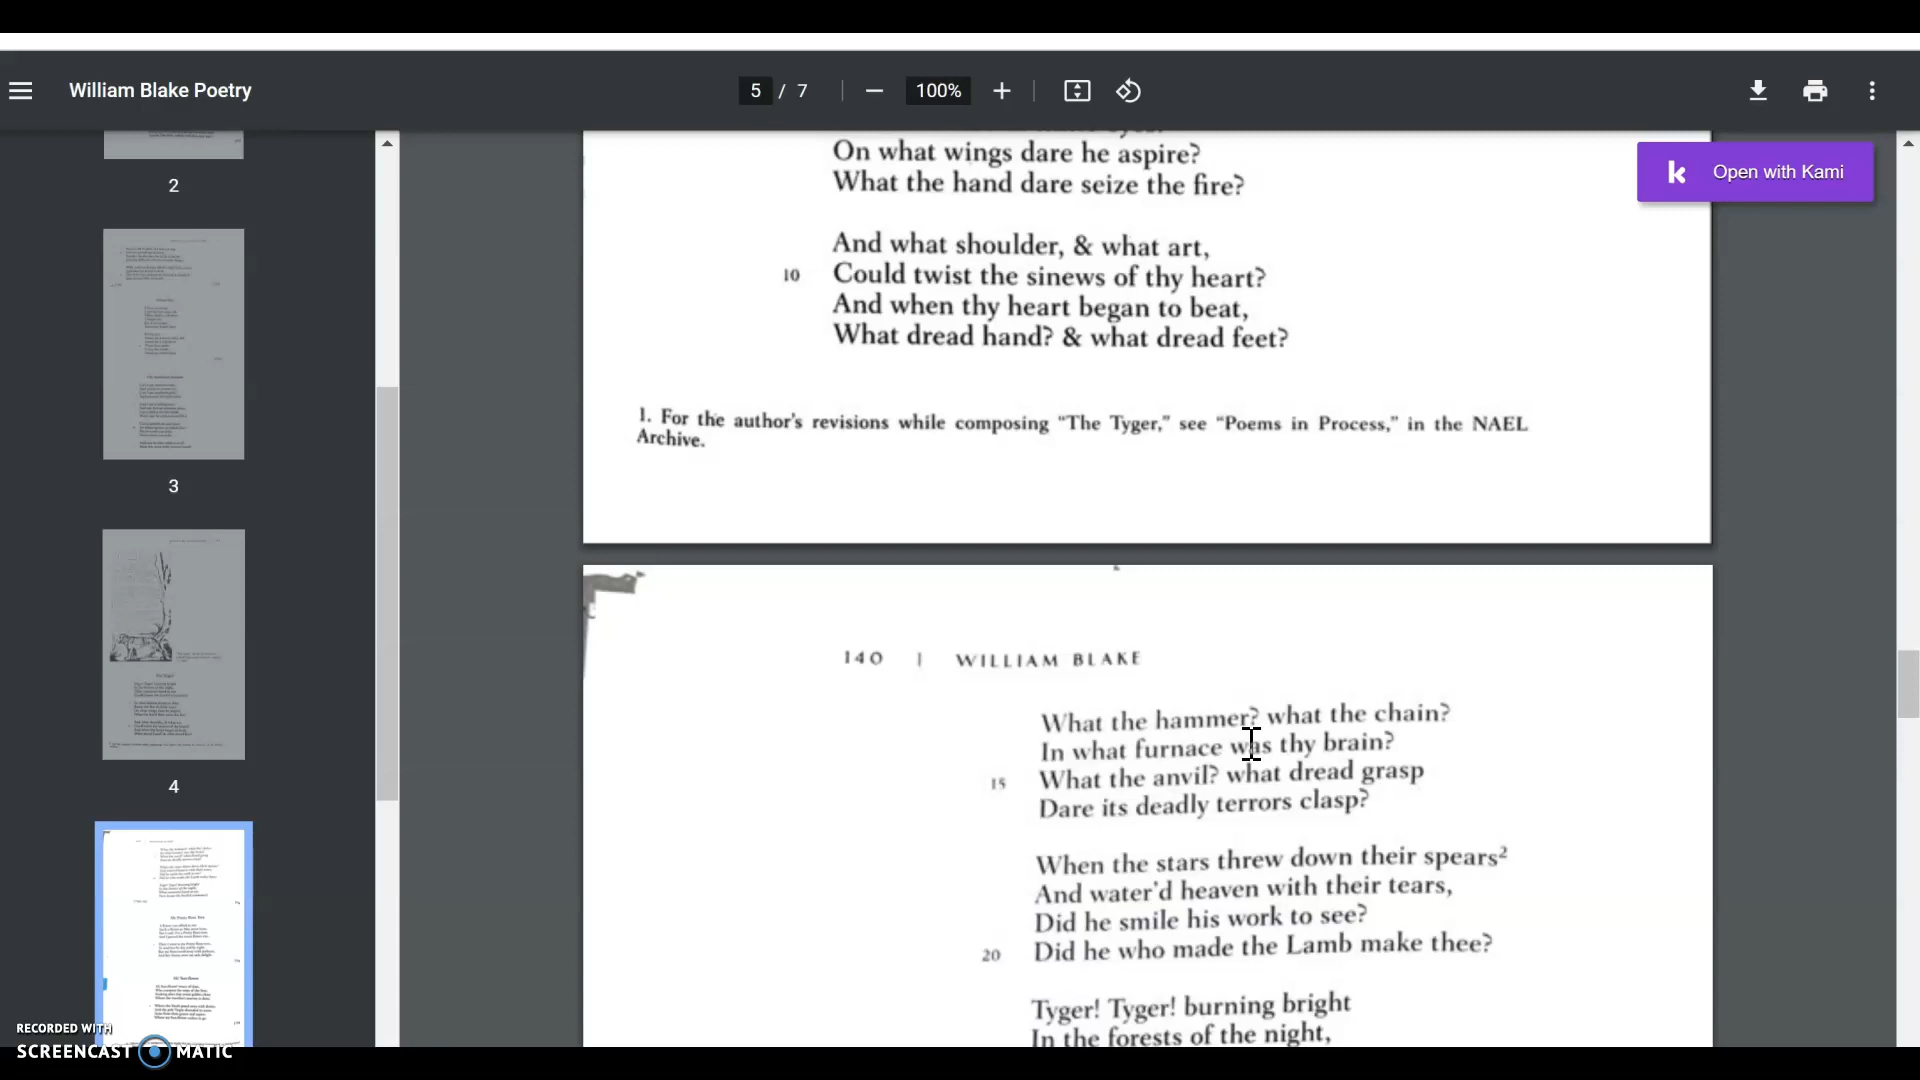 William Blake Poetry
5 / 7
100%
Open with Kami
2
3
4
On what wings dare he aspire?
What the hand dare seize the fire?
And what shoulder, & what art,
10 Could twist the sinews of thy heart?
And when thy heart began to beat,
What dread hand? & what dread feet?
1. For the author's revisions while composing “The Tyger,” see “Poems in Process,” in the NAEL
Archive.
140 | WILLIAM BLAKE
What the hammer? what the chain?
In what furnace was thy brain?
15 What the anvil? what dread grasp
Dare its deadly terrors clasp?
When the stars threw down their spears2
And water'd heaven with their tears,
Did he smile his work to see?
20 Did he who made the Lamb make thee?
Tyger! Tyger! burning bright
In the forests of the night,
RECORDED WITH
SCREENCAST MATIC